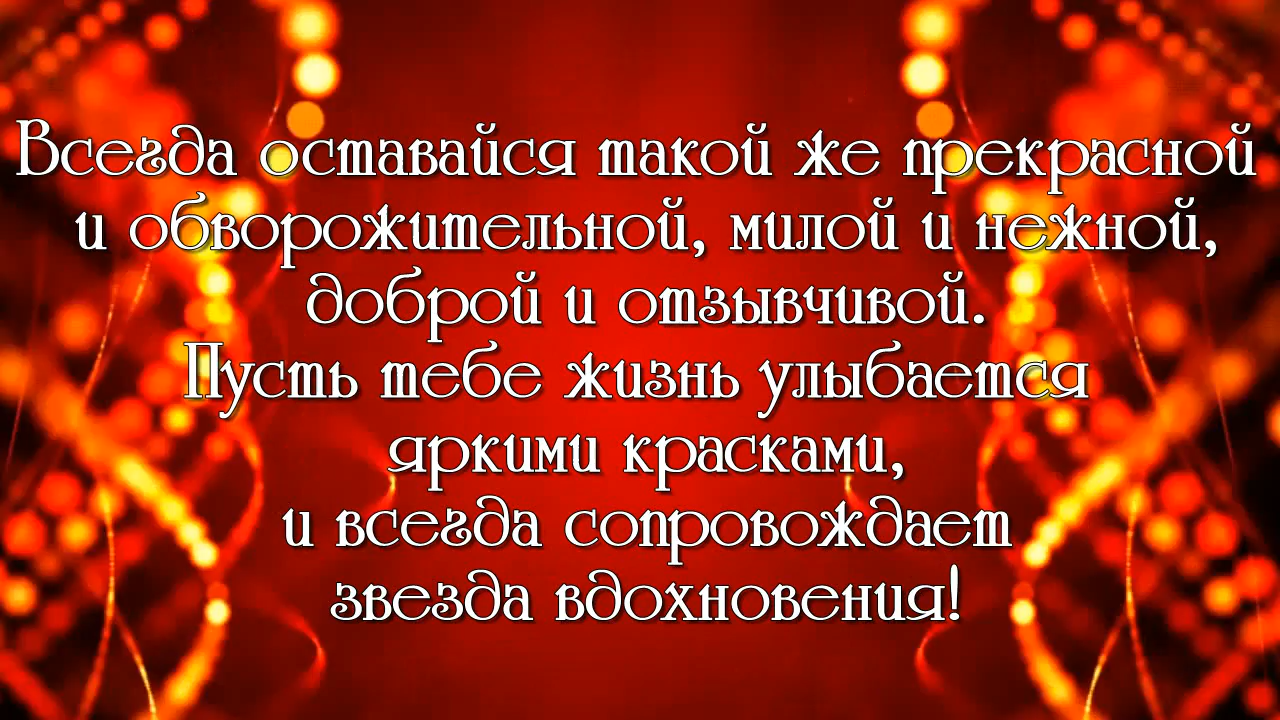 Всегда оставайся такой же прекрасной
и обворожительной, милой и нежной,
доброй и отзывчивой.
Пусть тебе жизнь улыбается
яркими красками,
и всегда сопровождает
звезда вдохновения!